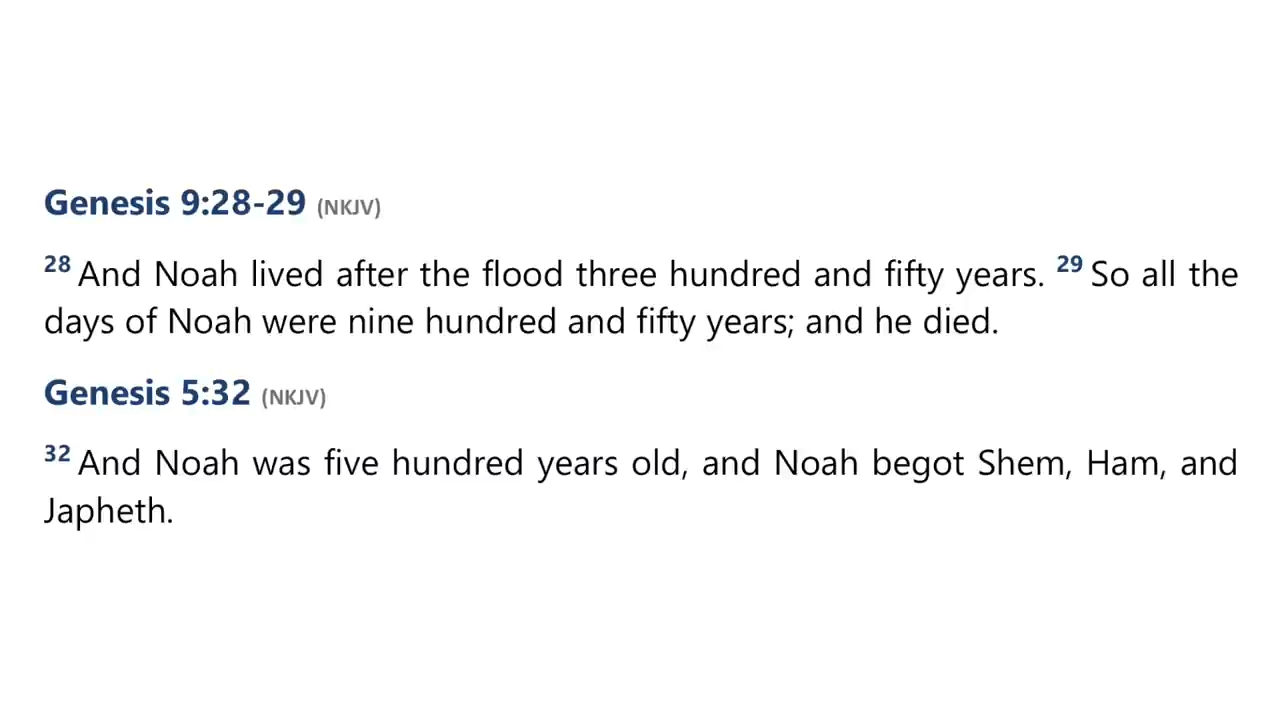 Genesis 9:28-29 (NKJV)
28 And Noah lived after the flood three hundred and fifty years. 29 So all the
days of Noah were nine hundred and fifty years; and he died.
Genesis 5:32 (NKJV)
32 And Noah was five hundred years old, and Noah begot Shem, Ham, and
Japheth.